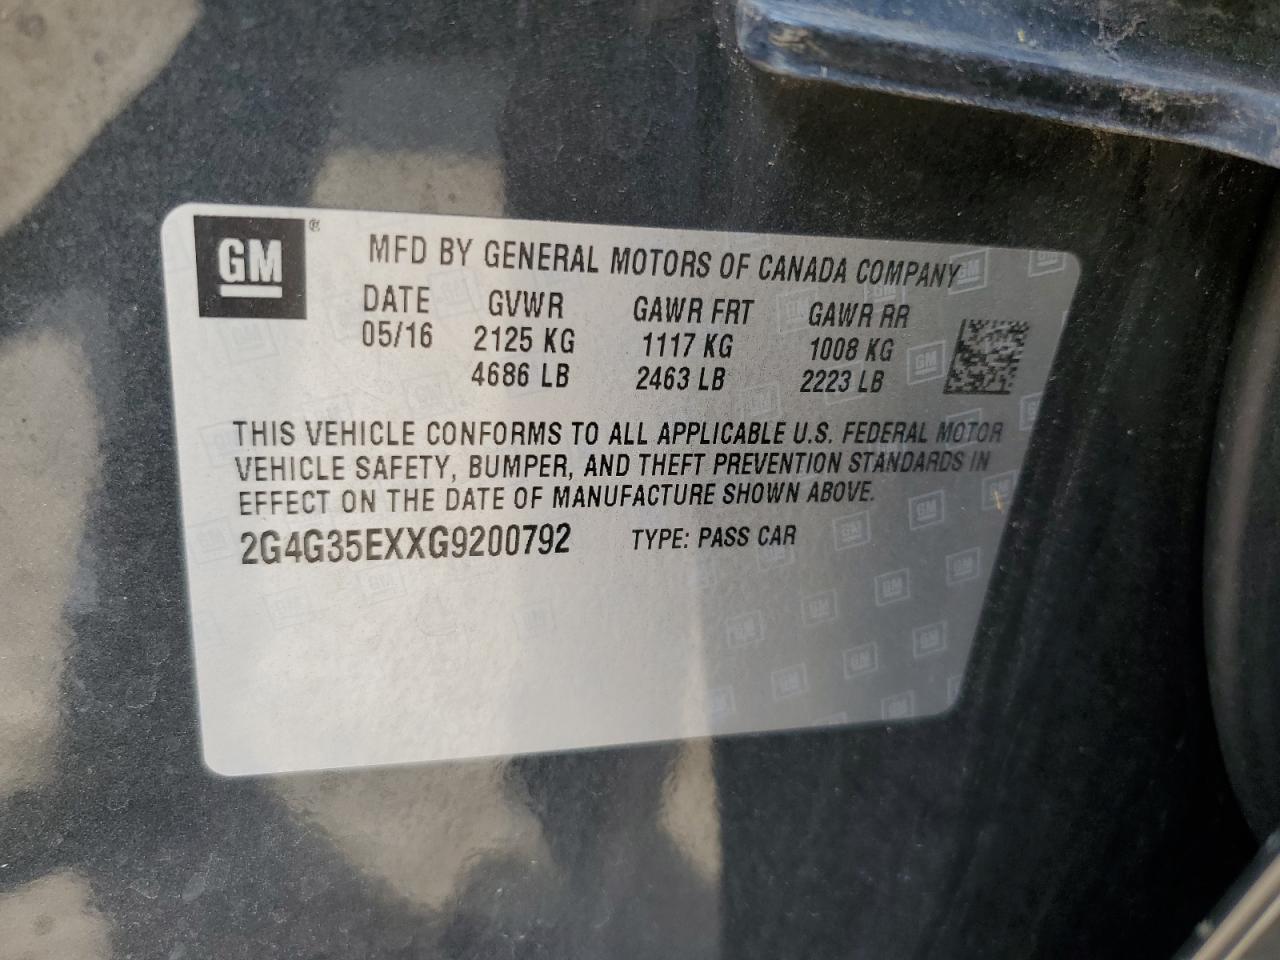 GM ®
MFD BY GENERAL MOTORS OF CANADA COMPANY
DATE GVWR GAWR FRT GAWR RR
05/16 2125 KG 1117 KG 1008 KG
4686 LB 2463 LB 2223 LB
THIS VEHICLE CONFORMS TO ALL APPLICABLE U.S. FEDERAL MOTOR
VEHICLE SAFETY, BUMPER, AND THEFT PREVENTION STANDARDS IN
EFFECT ON THE DATE OF MANUFACTURE SHOWN ABOVE.
2G4G35EXXG9200792 TYPE: PASS CAR